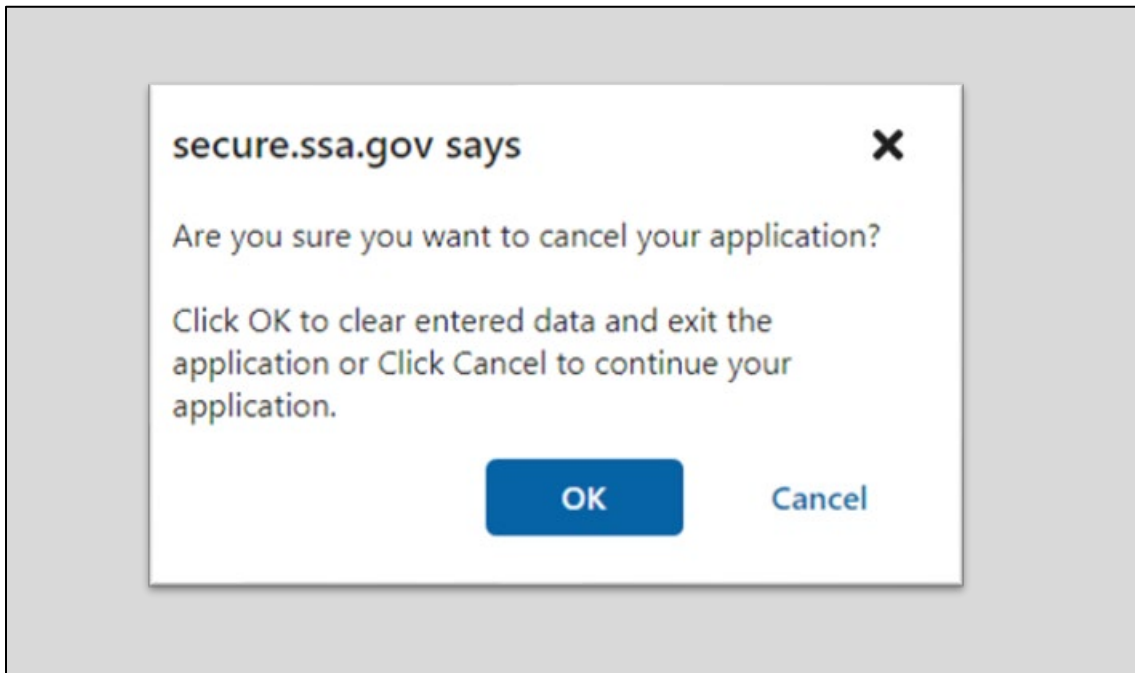 secure.ssa.gov says
Are you sure you want to cancel your application?
Click OK to clear entered data and exit the
application or Click Cancel to continue your
application.
OK
Cancel